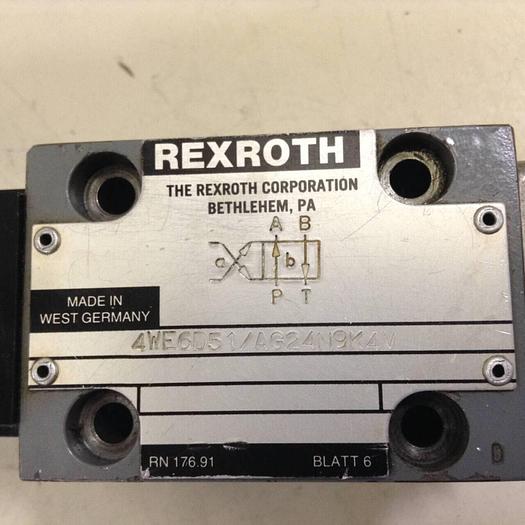 REXROTH
THE REXROTH CORPORATION
BETHLEHEM, PA
A B
a b
P T
MADE IN
WEST GERMANY
4WE6D51/AG24N9K4V
RN 176.91 BLATT 6
D